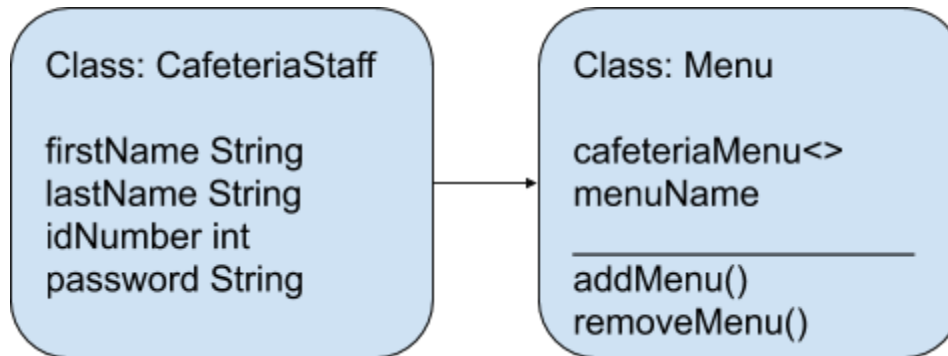 Class: CafeteriaStaff
firstName String
lastName String
idNumber int
password String
Class: Menu
cafeteriaMenu<>
menuName
addMenu()
removeMenu()